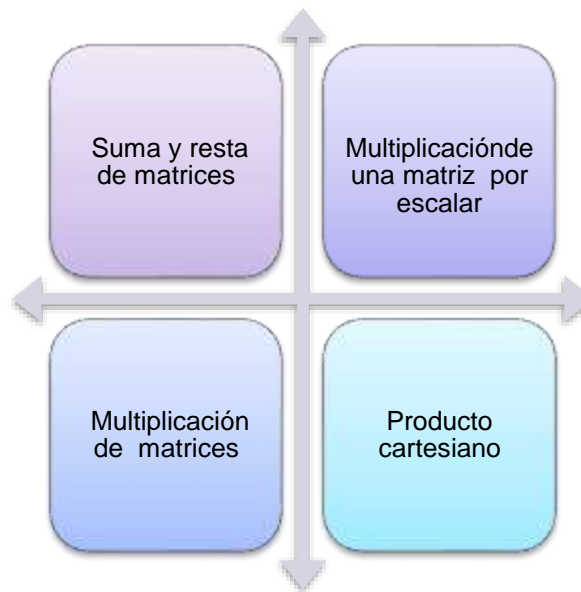 Suma y resta
de matrices
Multiplicaciónde
una matriz por
escalar
Multiplicación
de matrices
Producto
cartesiano